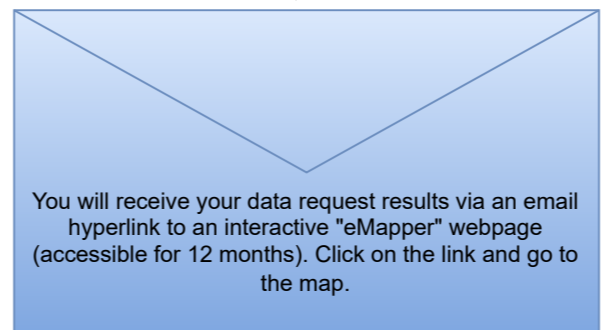 You will receive your data request results via an email
hyperlink to an interactive "eMapper" webpage
(accessible for 12 months). Click on the link and go to
the map.